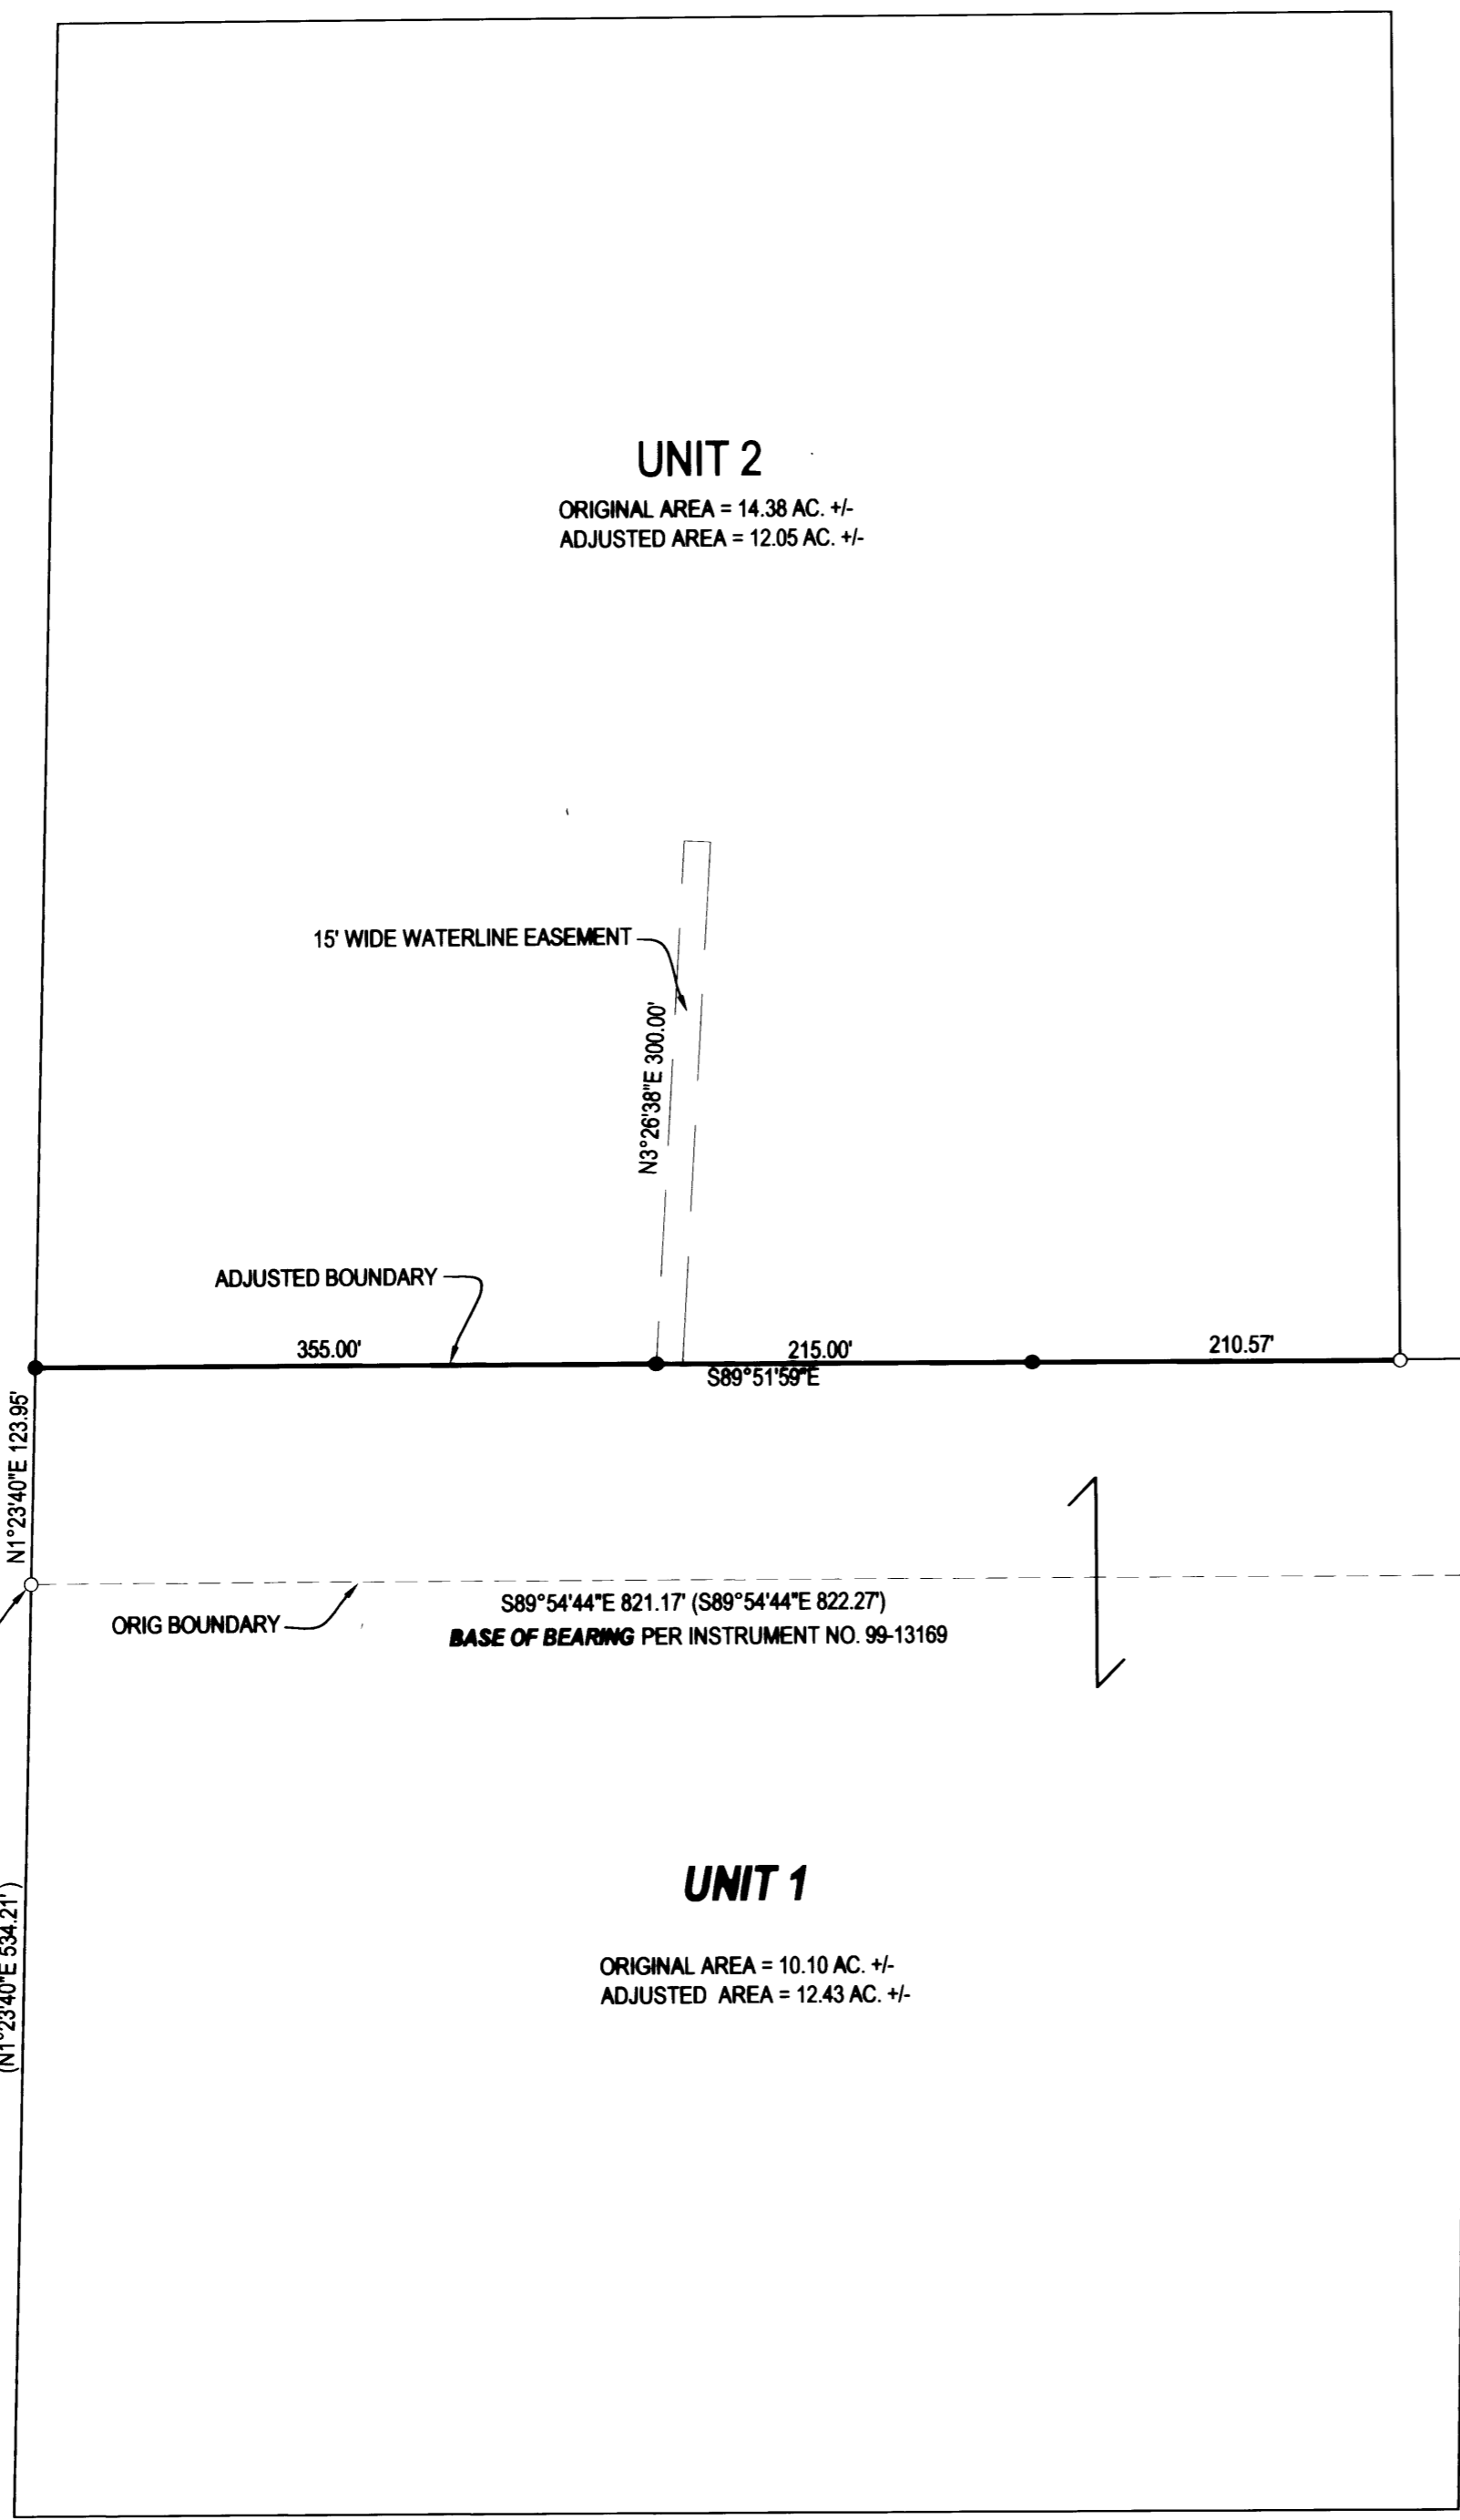 UNIT 2
ORIGINAL AREA = 14.38 AC. +/-
ADJUSTED AREA = 12.05 AC. +/-
15' WIDE WATERLINE EASEMENT
N3°26'38"E 300.00'
ADJUSTED BOUNDARY
355.00'
215.00'
210.57'
S89°51'59"E
N1°23'40"E 123.95'
S89°54'44"E 821.17' (S89°54'44"E 822.27')
ORIG BOUNDARY
BASE OF BEARING PER INSTRUMENT NO. 99-13169
UNIT 1
(N1°23'40"E 534.21')
ORIGINAL AREA = 10.10 AC. +/-
ADJUSTED AREA = 12.43 AC. +/-